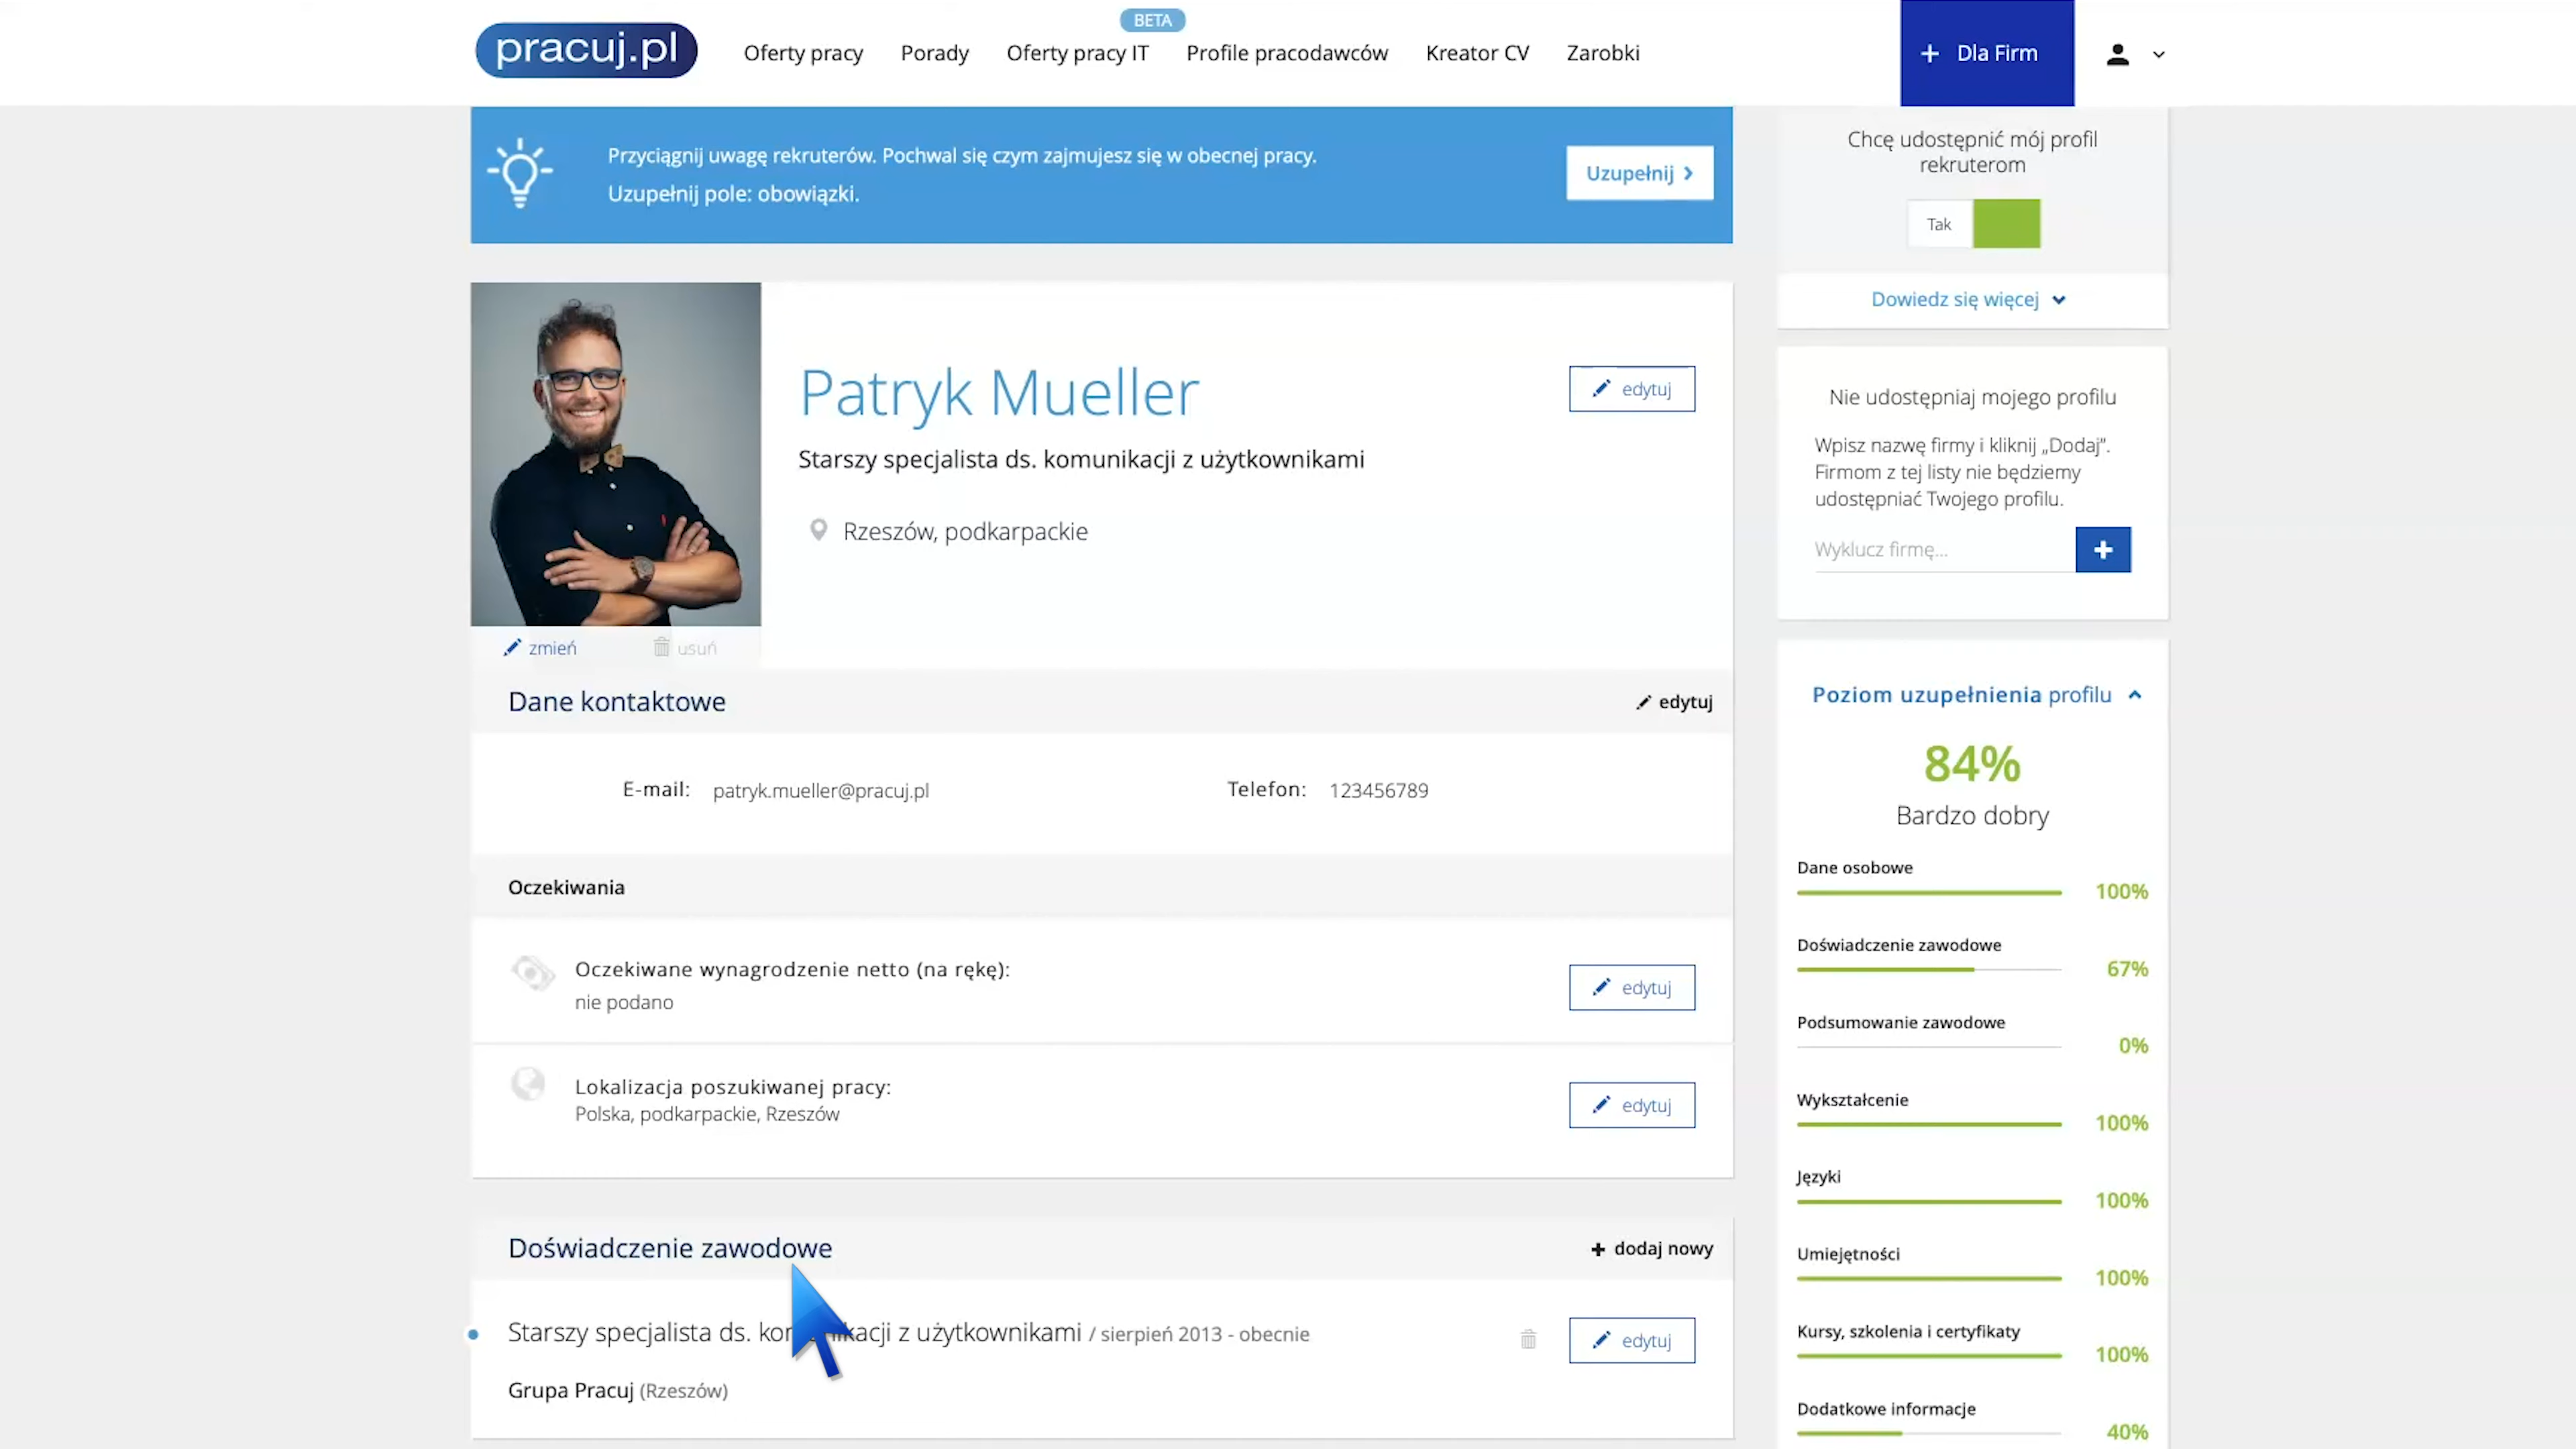 pracuj.pl
Oferty pracy
Porady
BETA
Oferty pracy IT
Profile pracodawców
Kreator CV
Zarobki
+ Dla Firm
Przyciągnij uwagę rekruterów. Pochwal się czym zajmujesz się w obecnej pracy.
Uzupełnij pole: obowiązki.
Uzupełnij
Patryk Mueller
edytuj
Starszy specjalista ds. komunikacji z użytkownikami
Rzeszów, podkarpackie
zmień
usuń
Dane kontaktowe
edytuj
E-mail: patryk.mueller@pracuj.pl
Telefon: 123456789
Oczekiwania
Oczekiwane wynagrodzenie netto (na rękę):
nie podano
edytuj
Lokalizacja poszukiwanej pracy:
Polska, podkarpackie, Rzeszów
edytuj
Doświadczenie zawodowe
+ dodaj nowy
Starszy specjalista ds. komunikacji z użytkownikami / sierpień 2013 - obecnie
edytuj
Grupa Pracuj (Rzeszów)
Chcę udostępnić mój profil
rekruterom
Tak
Dowiedz się więcej
Nie udostępniaj mojego profilu
Wpisz nazwę firmy i kliknij „Dodaj”.
Firmom z tej listy nie będziemy
udostępniać Twojego profilu.
Wyklucz firmę...
+
Poziom uzupełnienia profilu
84%
Bardzo dobry
Dane osobowe
100%
Doświadczenie zawodowe
67%
Podsumowanie zawodowe
0%
Wykształcenie
100%
Języki
100%
Umiejętności
100%
Kursy, szkolenia i certyfikaty
100%
Dodatkowe informacje
40%